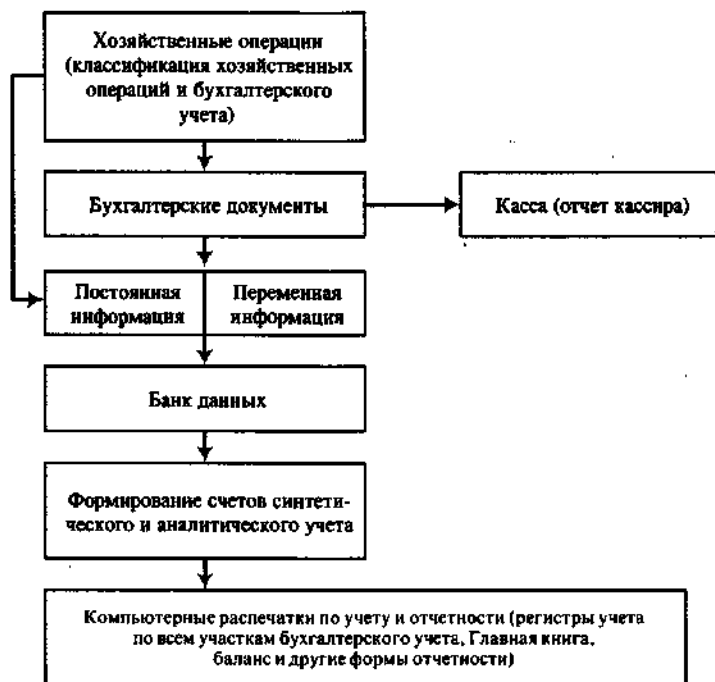 Хозяйственные операции
(классификация хозяйственных
операций и бухгалтерского
учета)
Бухгалтерские документы
Касса (отчет кассира)
Постоянная
информация
Переменная
информация
Банк данных
Формирование счетов синтети-
ческого и аналитического учета
Компьютерные распечатки по учету и отчетности (регистры учета
по всем участкам бухгалтерского учета, Главная книга,
баланс и другие формы отчетности)